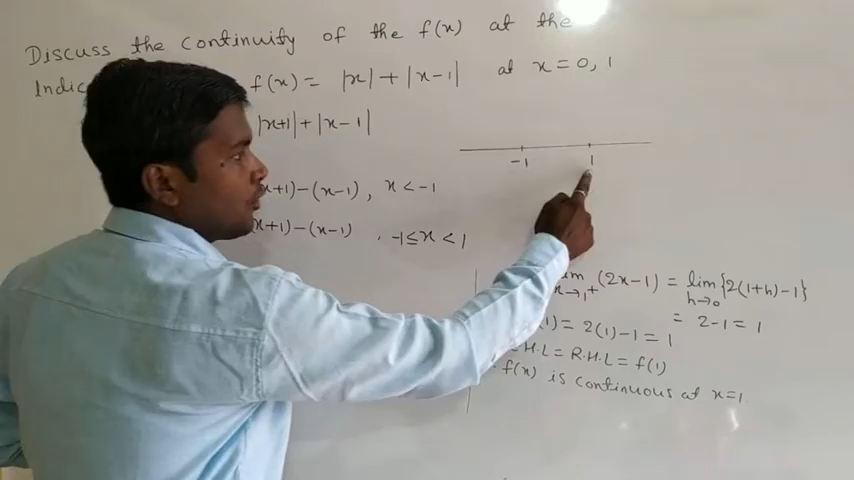 Discuss the continuity of the f(x) at the
f(x) = |x| + |x-1| at x = 0, 1
|x+1| + |x-1|
-1 1
x+1) - (x-1), x < -1
x+1) - (x-1), -1 ≤ x < 1
x→1⁺ (2x-1) = lim h→0 {2(1+h)-1}
= 2-1 = 1
1) = 2(1)-1 = 1
H.L = R.H.L = f(1)
f(x) is continuous at x=1